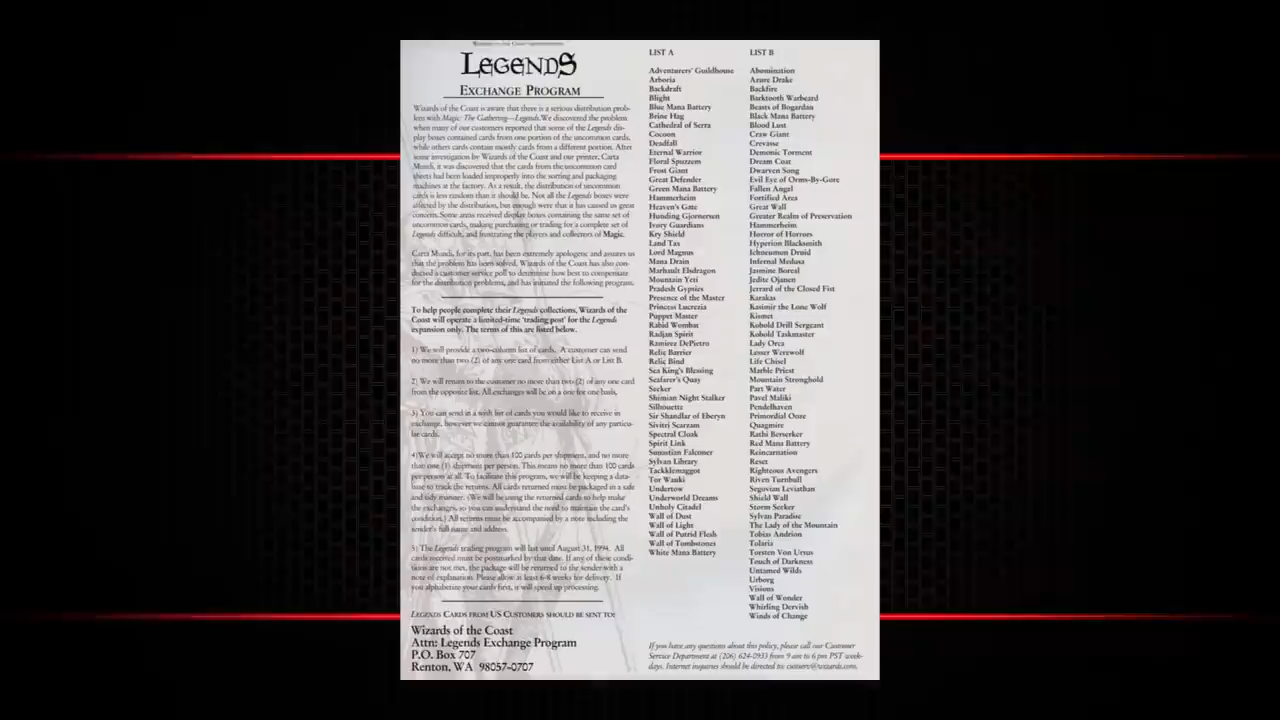 LEGENDS
EXCHANGE PROGRAM
Wizards of the Coast is aware that there is a serious distribution prob-
lem with Magic: The Gathering—Legends. We discovered the problem
when many of our customers reported that some of the Legends dis-
play boxes contained cards from one portion of the uncommon cards,
while others contain mostly cards from a different portion. After
some investigation by Wizards of the Coast and our printer, Carta
Mundi, it was discovered that the cards from the uncommon card
sheets had been loaded improperly into the sorting and packaging
machines at the factory. As a result, the distribution of uncommon
cards is less random than it should be. Not all the Legends boxes were
affected by the distribution, but enough were that it has caused us great
concern. Some areas received display boxes containing the same set of
uncommon cards, making purchasing or trading for a complete set of
Legends difficult, and frustrating the players and collectors of Magic.
Carta Mundi, for its part, has been extremely apologetic and assures us
that the problem has been solved. Wizards of the Coast has also con-
ducted a customer service poll to determine how best to compensate
for the distribution problems, and has initiated the following program.
To help people complete their Legends collections, Wizards of the
Coast will operate a limited-time 'trading post' for the Legends
expansion only. The terms of this are listed below.
1) We will provide a two-column list of cards. A customer can send
no more than two (2) of any one card from either List A or List B.
2) We will return to the customer no more than two (2) of any one card
from the opposite list. All exchanges will be on a one for one basis.
3) You can send in a wish list of cards you would like to receive in
exchange, however we cannot guarantee the availability of any particu-
lar cards.
4) We will accept no more than 100 cards per shipment, and no more
than one (1) shipment per person. This means no more than 100 cards
per person at all. To facilitate this program, we will be keeping a data-
base to track the returns. All cards returned must be packaged in a safe
and tidy manner. (We will be using the returned cards to help make
the exchanges, so you can understand the need to maintain the card's
condition.) All returns must be accompanied by a note including the
sender's full name and address.
5) The Legends trading program will last until August 31, 1994. All
cards received must be postmarked by that date. If any of these condi-
tions are not met, the package will be returned to the sender with a
note of explanation. Please allow at least 6-8 weeks for delivery. If
you alphabetize your cards first, it will speed up processing.
LEGENDS CARDS FROM US CUSTOMERS SHOULD BE SENT TO:
Wizards of the Coast
Attn: Legends Exchange Program
P.O. Box 707
Renton, WA 98057-0707
LIST A
Adventurers' Guildhouse
Arboria
Backdraft
Blight
Blue Mana Battery
Brine Hag
Cathedral of Serra
Cocoon
Deadfall
Eternal Warrior
Floral Spuzzem
Frost Giant
Great Defender
Green Mana Battery
Hammerheim
Heaven's Gate
Hunding Gjornersen
Ivory Guardians
Kry Shield
Land Tax
Lord Magnus
Mana Drain
Marhault Elsdragon
Mountain Yeti
Pradesh Gypsies
Presence of the Master
Princess Lucrezia
Puppet Master
Rabid Wombat
Radjan Spirit
Ramirez DePietro
Relic Barrier
Relic Bind
Sea King's Blessing
Seafarer's Quay
Seeker
Shimian Night Stalker
Silhouette
Sir Shandlar of Eberyn
Sivitri Scarzam
Spectral Cloak
Spirit Link
Sunastian Falconer
Sylvan Library
Tackklemaggot
Tor Wauki
Undertow
Underworld Dreams
Unholy Citadel
Wall of Dust
Wall of Light
Wall of Putrid Flesh
Wall of Tombstones
White Mana Battery
LIST B
Abomination
Azure Drake
Backfire
Barktooth Warbeard
Beasts of Bogardan
Black Mana Battery
Blood Lust
Craw Giant
Crevasse
Demonic Torment
Dream Coat
Dwarven Song
Evil Eye of Orms-By-Gore
Fallen Angel
Fortified Area
Great Wall
Greater Realm of Preservation
Hammerheim
Horror of Horrors
Hyperion Blacksmith
Ichneumon Druid
Infernal Medusa
Jasmine Boreal
Jedite Ojanen
Jerrard of the Closed Fist
Karakas
Kasimir the Lone Wolf
Kismet
Kobold Drill Sergeant
Kobold Taskmaster
Lady Orca
Lesser Werewolf
Life Chisel
Marble Priest
Mountain Stronghold
Part Water
Pavel Maliki
Pendelhaven
Primordial Ooze
Quagmire
Rathi Berserker
Red Mana Battery
Reincarnation
Reset
Righteous Avengers
Riven Turnbull
Segovian Leviathan
Shield Wall
Storm Seeker
Sylvan Paradise
The Lady of the Mountain
Tobias Andrion
Tolaria
Torsten Von Ursus
Touch of Darkness
Untamed Wilds
Urborg
Visions
Wall of Wonder
Whirling Dervish
Winds of Change
If you have any questions about this policy, please call our Customer
Service Department at (206) 624-0933 from 9 am to 6 pm PST week-
days. Internet inquiries should be directed to: custserv@wizards.com.